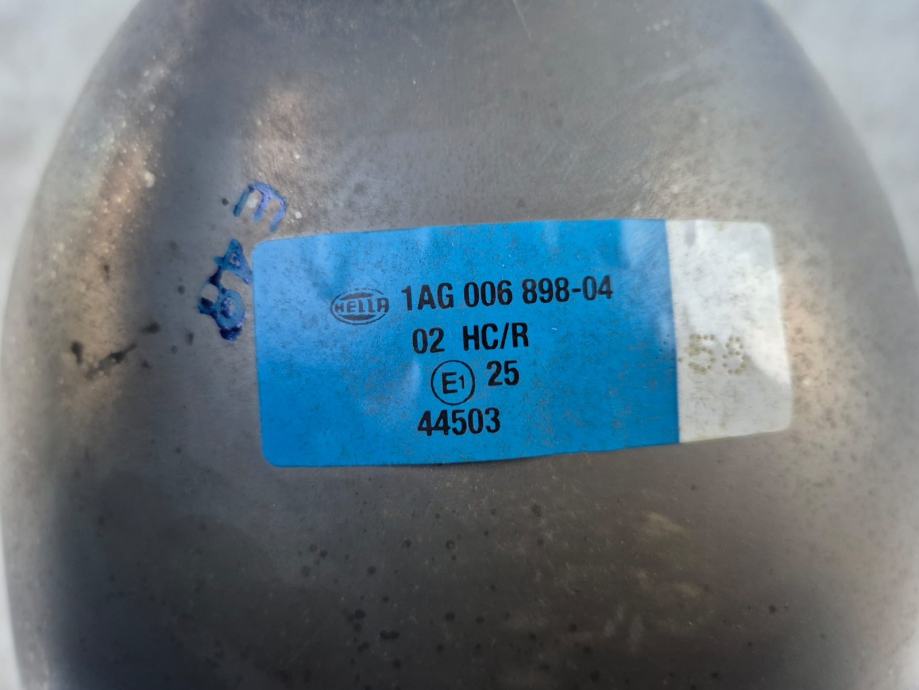 HELLA 1AG 006 898-04
02 HC/R
E1 25
44503